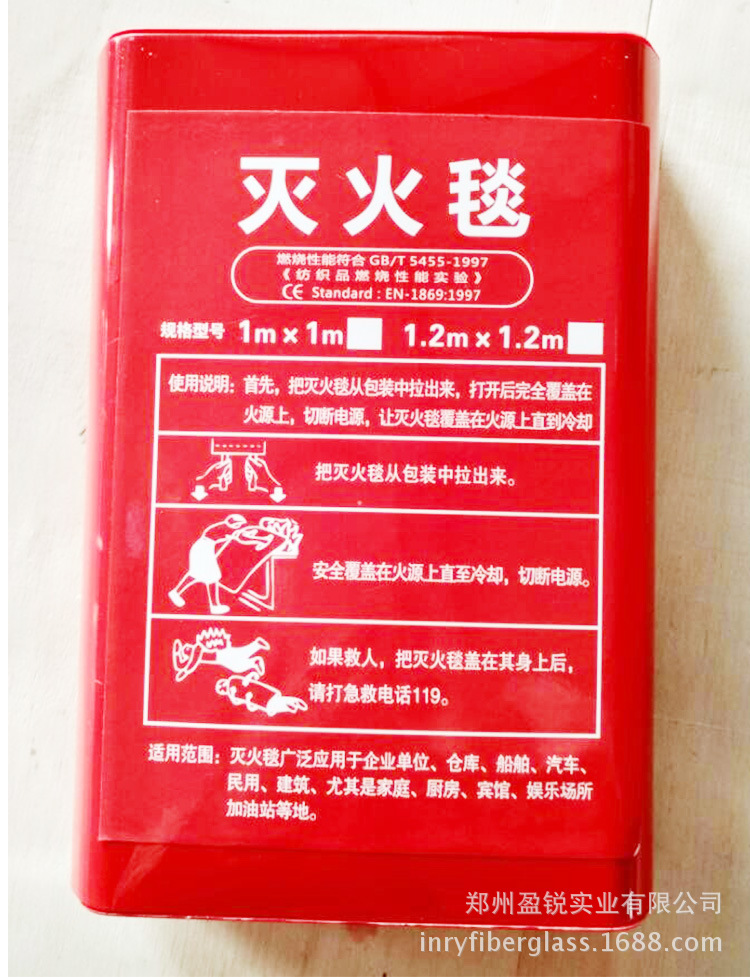 灭火毯
燃烧性能符合 GB/T 5455-1997
《纺织品燃烧性能实验》
CE Standard : EN-1869:1997
规格型号 1m×1m 1.2m×1.2m
使用说明：首先，把灭火毯从包装中拉出来，打开后完全覆盖在
火源上，切断电源，让灭火毯覆盖在火源上直到冷却
把灭火毯从包装中拉出来。
安全覆盖在火源上直至冷却，切断电源。
如果救人，把灭火毯盖在其身上后，
请打急救电话119。
适用范围：灭火毯广泛应用于企业单位、仓库、船舶、汽车、
民用、建筑、尤其是家庭、厨房、宾馆、娱乐场所
加油站等地。
郑州盈锐实业有限公司
inryfiberglass.1688.com